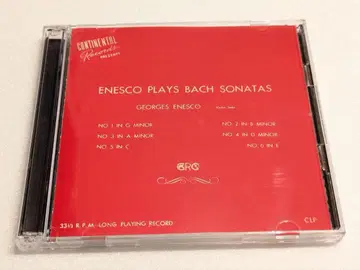 CONTINENTAL
Records
ENESCO PLAYS BACH SONATAS
GEORGES ENESCO
NO. 1 IN G MINOR
NO. 2 IN B MINOR
NO. 3 IN A MINOR
NO. 4 IN D MINOR
NO. 5 IN C
NO. 6 IN E
33⅓ R.P.M. LONG PLAYING RECORD
CLP